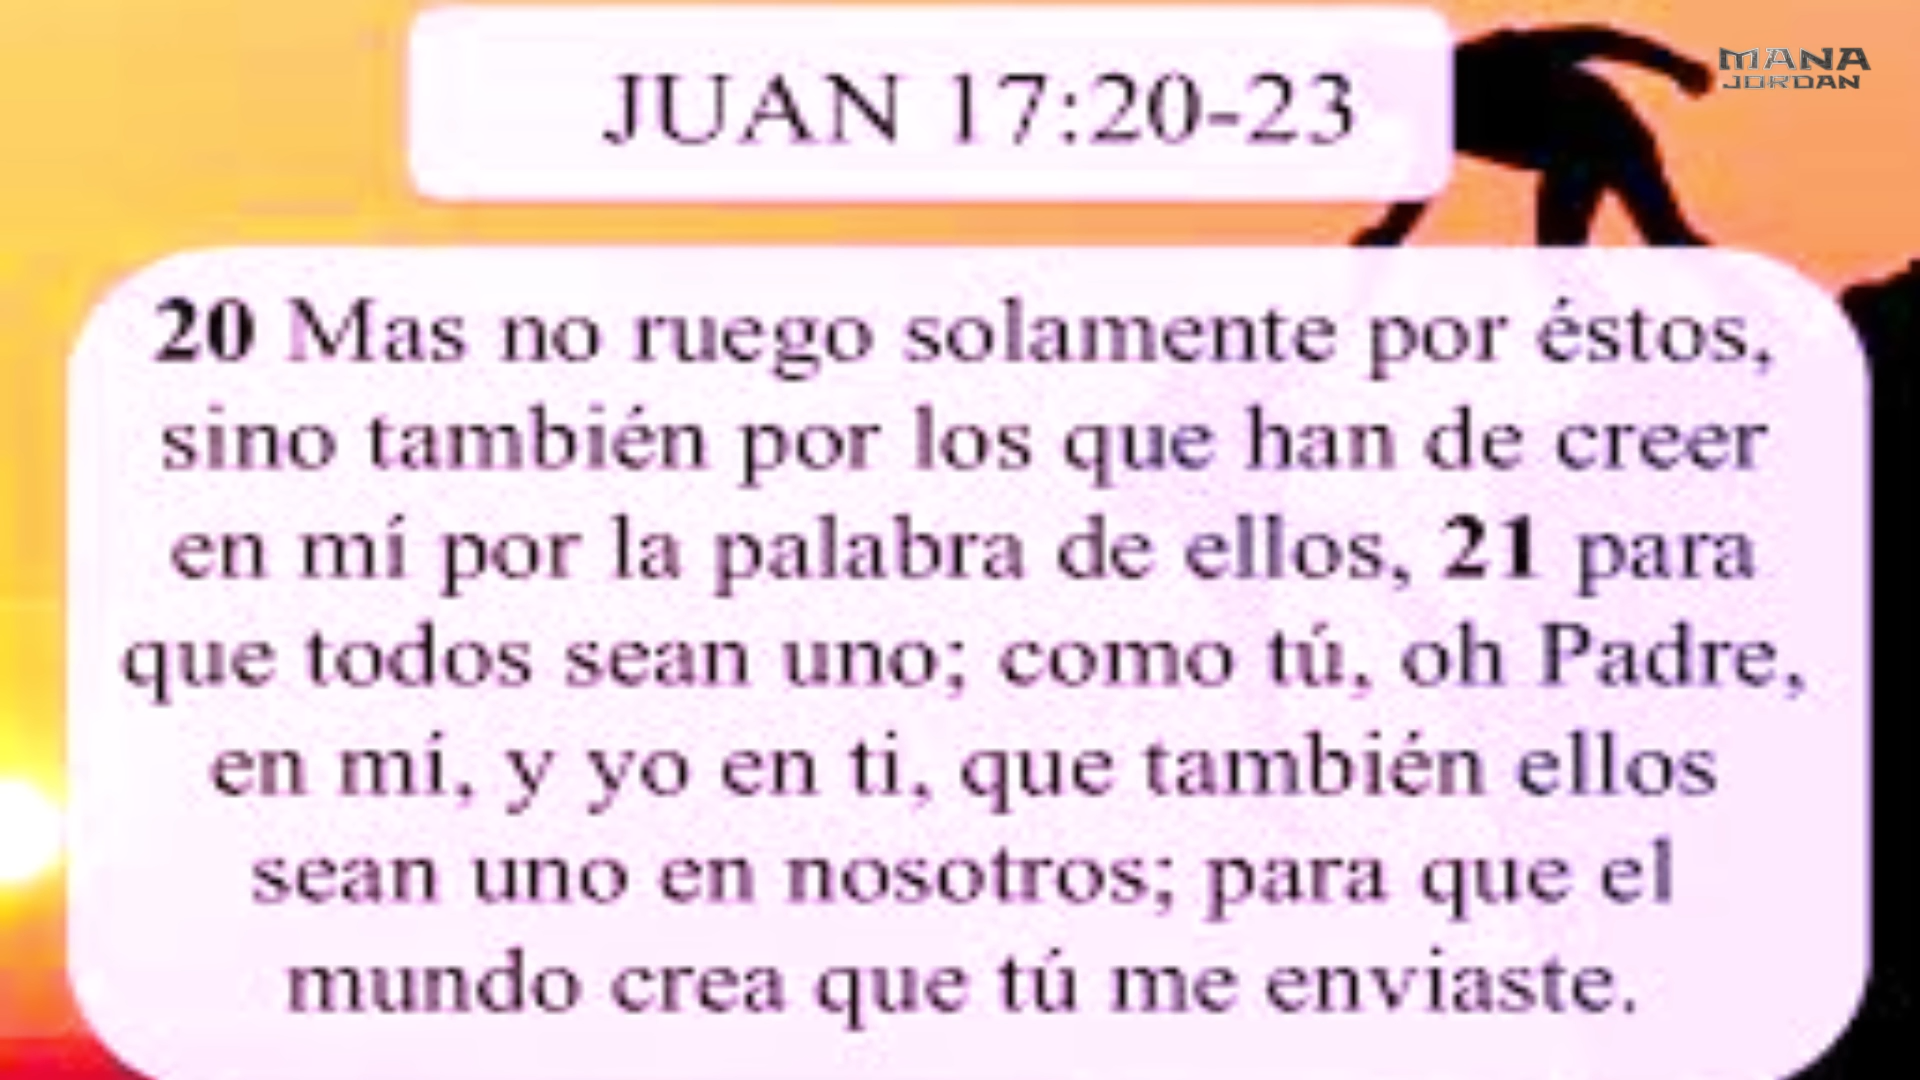 JUAN 17:20-23
MANA
JORDAN
20 Mas no ruego solamente por éstos,
sino también por los que han de creer
en mí por la palabra de ellos, 21 para
que todos sean uno; como tú, oh Padre,
en mí, y yo en ti, que también ellos
sean uno en nosotros; para que el
mundo crea que tú me enviaste.